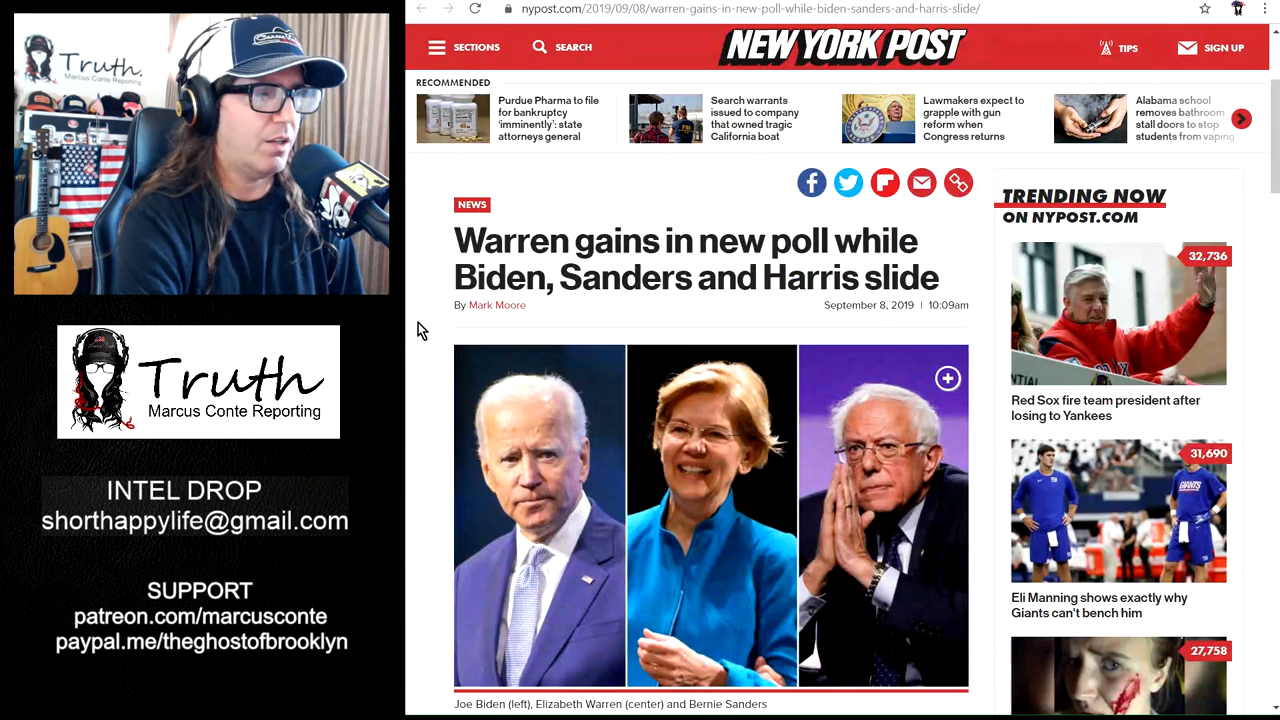 Truth.
Marcus Conte Reporting
Truth
Marcus Conte Reporting
INTEL DROP
shorthappylife@gmail.com
SUPPORT
patreon.com/marcusconte
paypal.me/theghostofbrooklyn
nypost.com/2019/09/08/warren-gains-in-new-poll-while-biden-sanders-and-harris-slide/
SECTIONS
SEARCH
NEW YORK POST
TIPS
SIGN UP
RECOMMENDED
Purdue Pharma to file
for bankruptcy
‘imminently’: state
attorneys general
Search warrants
issued to company
that owned tragic
California boat
Lawmakers expect to
grapple with gun
reform when
Congress returns
Alabama school
removes bathroom
stall doors to stop
students from vaping
NEWS
Warren gains in new poll while
Biden, Sanders and Harris slide
By Mark Moore
September 8, 2019 | 10:09am
Joe Biden (left), Elizabeth Warren (center) and Bernie Sanders
TRENDING NOW
ON NYPOST.COM
32,736
Red Sox fire team president after
losing to Yankees
31,690
GIANTS
Eli Manning shows exactly why
Giants can't bench him
27,758